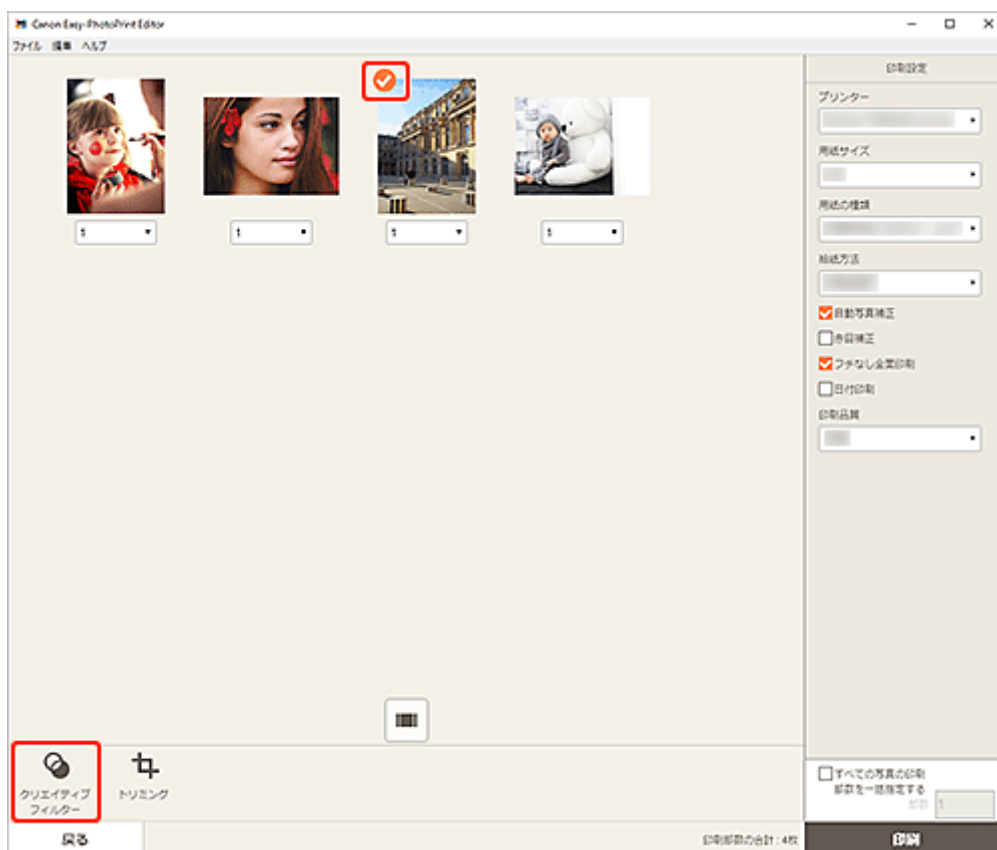 Canon Easy-PhotoPrint Editor
ファイル 編集 ヘルプ
印刷設定
プリンター
用紙サイズ
用紙の種類
給紙方法
自動写真補正
赤目補正
フチなし全面印刷
日付印刷
印刷品質
1
1
1
1
クリエイティブ
フィルター
トリミング
すべての写真の印刷
部数を一括指定する
部数 1
戻る
印刷部数の合計 : 4枚
印刷